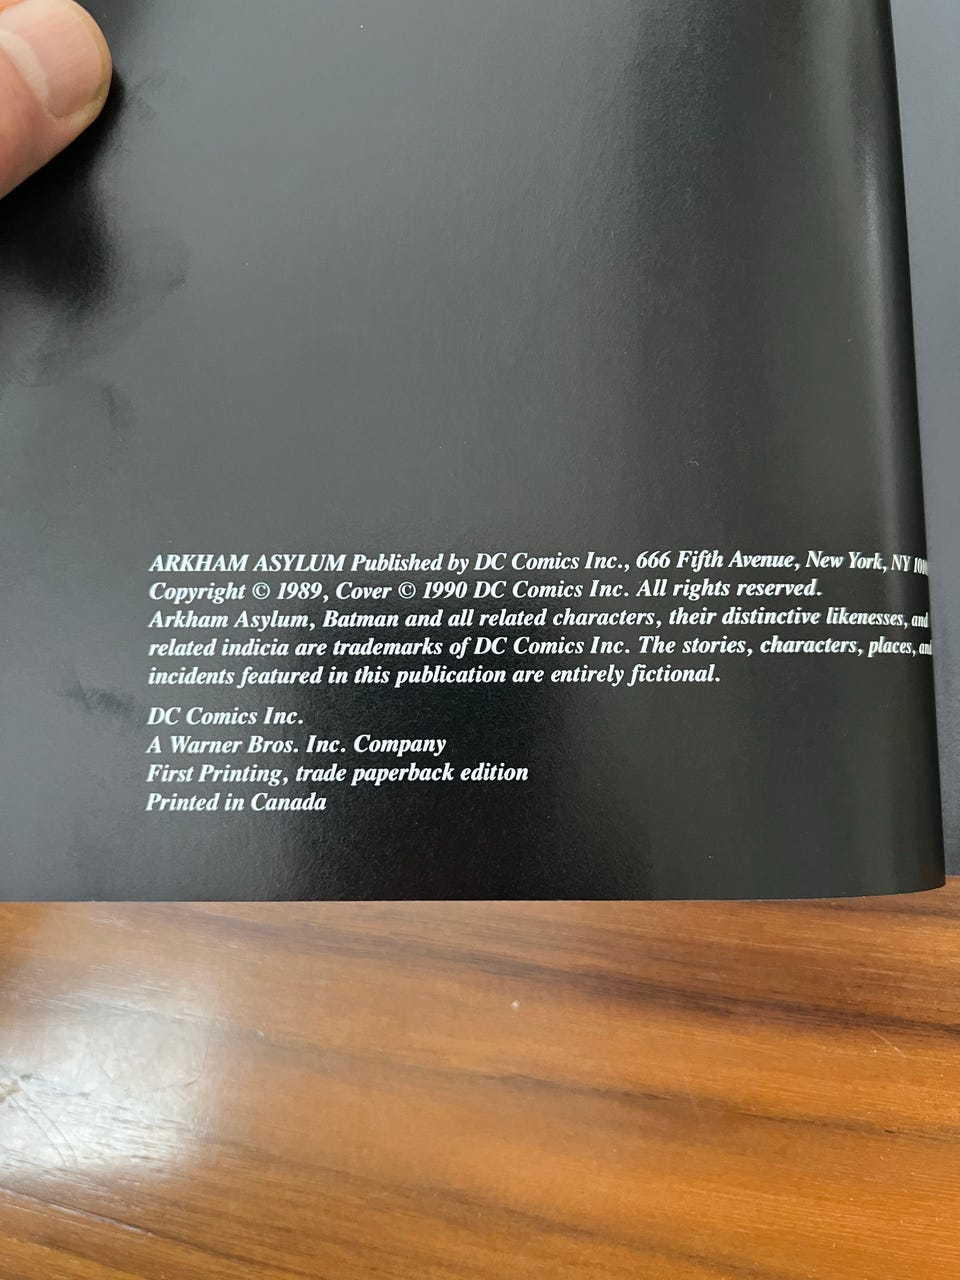 ARKHAM ASYLUM Published by DC Comics Inc., 666 Fifth Avenue, New York, NY
Copyright © 1989, Cover © 1990 DC Comics Inc. All rights reserved.
Arkham Asylum, Batman and all related characters, their distinctive likenesses, and
related indicia are trademarks of DC Comics Inc. The stories, characters, places, and
incidents featured in this publication are entirely fictional.
DC Comics Inc.
A Warner Bros. Inc. Company
First Printing, trade paperback edition
Printed in Canada